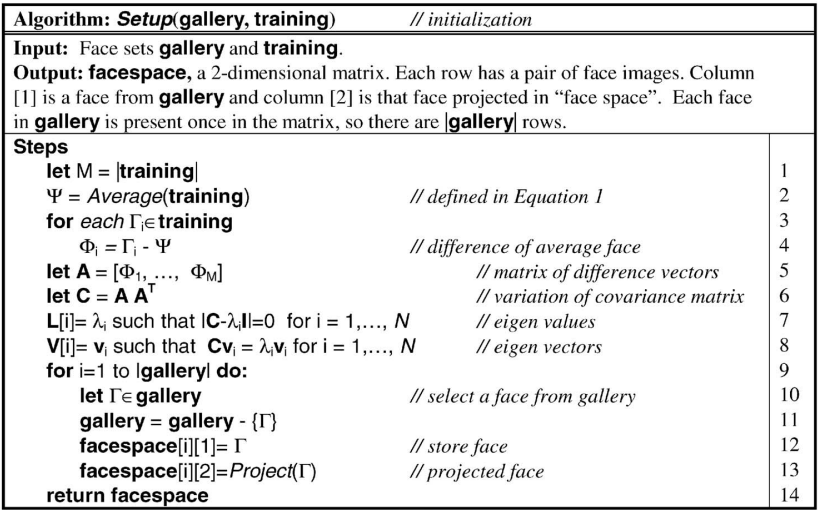 Algorithm: Setup(gallery, training) // initialization
Input: Face sets gallery and training.
Output: facespace, a 2-dimensional matrix. Each row has a pair of face images. Column
[1] is a face from gallery and column [2] is that face projected in “face space”. Each face
in gallery is present once in the matrix, so there are |gallery| rows.
Steps
let M = |training| 1
Ψ = Average(training) // defined in Equation 1 2
for each Γi∈training 3
Φi = Γi - Ψ // difference of average face 4
let A = [Φ1, …, ΦM] // matrix of difference vectors 5
let C = A Aᵀ // variation of covariance matrix 6
L[i]= λi such that |C-λiI|=0 for i = 1,…, N // eigen values 7
V[i]= vi such that Cvi = λivi for i = 1,…, N // eigen vectors 8
for i=1 to |gallery| do: 9
let Γ∈gallery // select a face from gallery 10
gallery = gallery - {Γ} 11
facespace[i][1]= Γ // store face 12
facespace[i][2]=Project(Γ) // projected face 13
return facespace 14